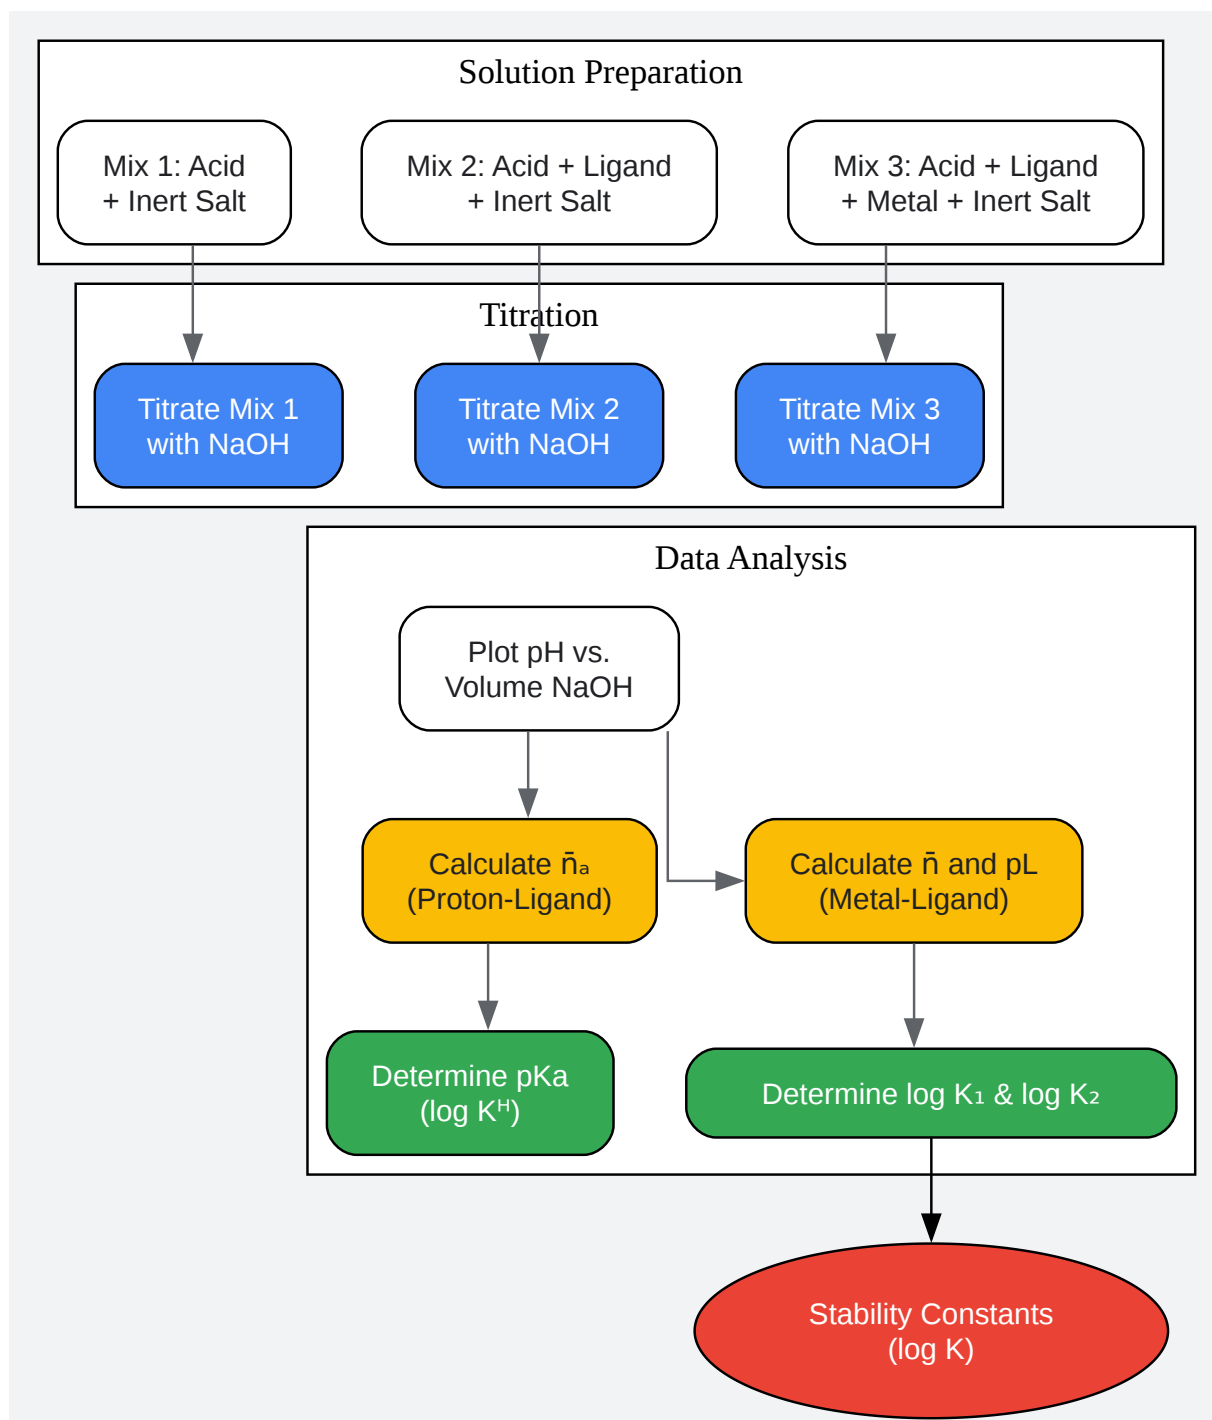 Solution Preparation
Mix 1: Acid
+ Inert Salt
Mix 2: Acid + Ligand
+ Inert Salt
Mix 3: Acid + Ligand
+ Metal + Inert Salt
Titration
Titrate Mix 1
with NaOH
Titrate Mix 2
with NaOH
Titrate Mix 3
with NaOH
Data Analysis
Plot pH vs.
Volume NaOH
Calculate n̄ₐ
(Proton-Ligand)
Calculate n̄ and pL
(Metal-Ligand)
Determine pKa
(log Kᴴ)
Determine log K₁ & log K₂
Stability Constants
(log K)